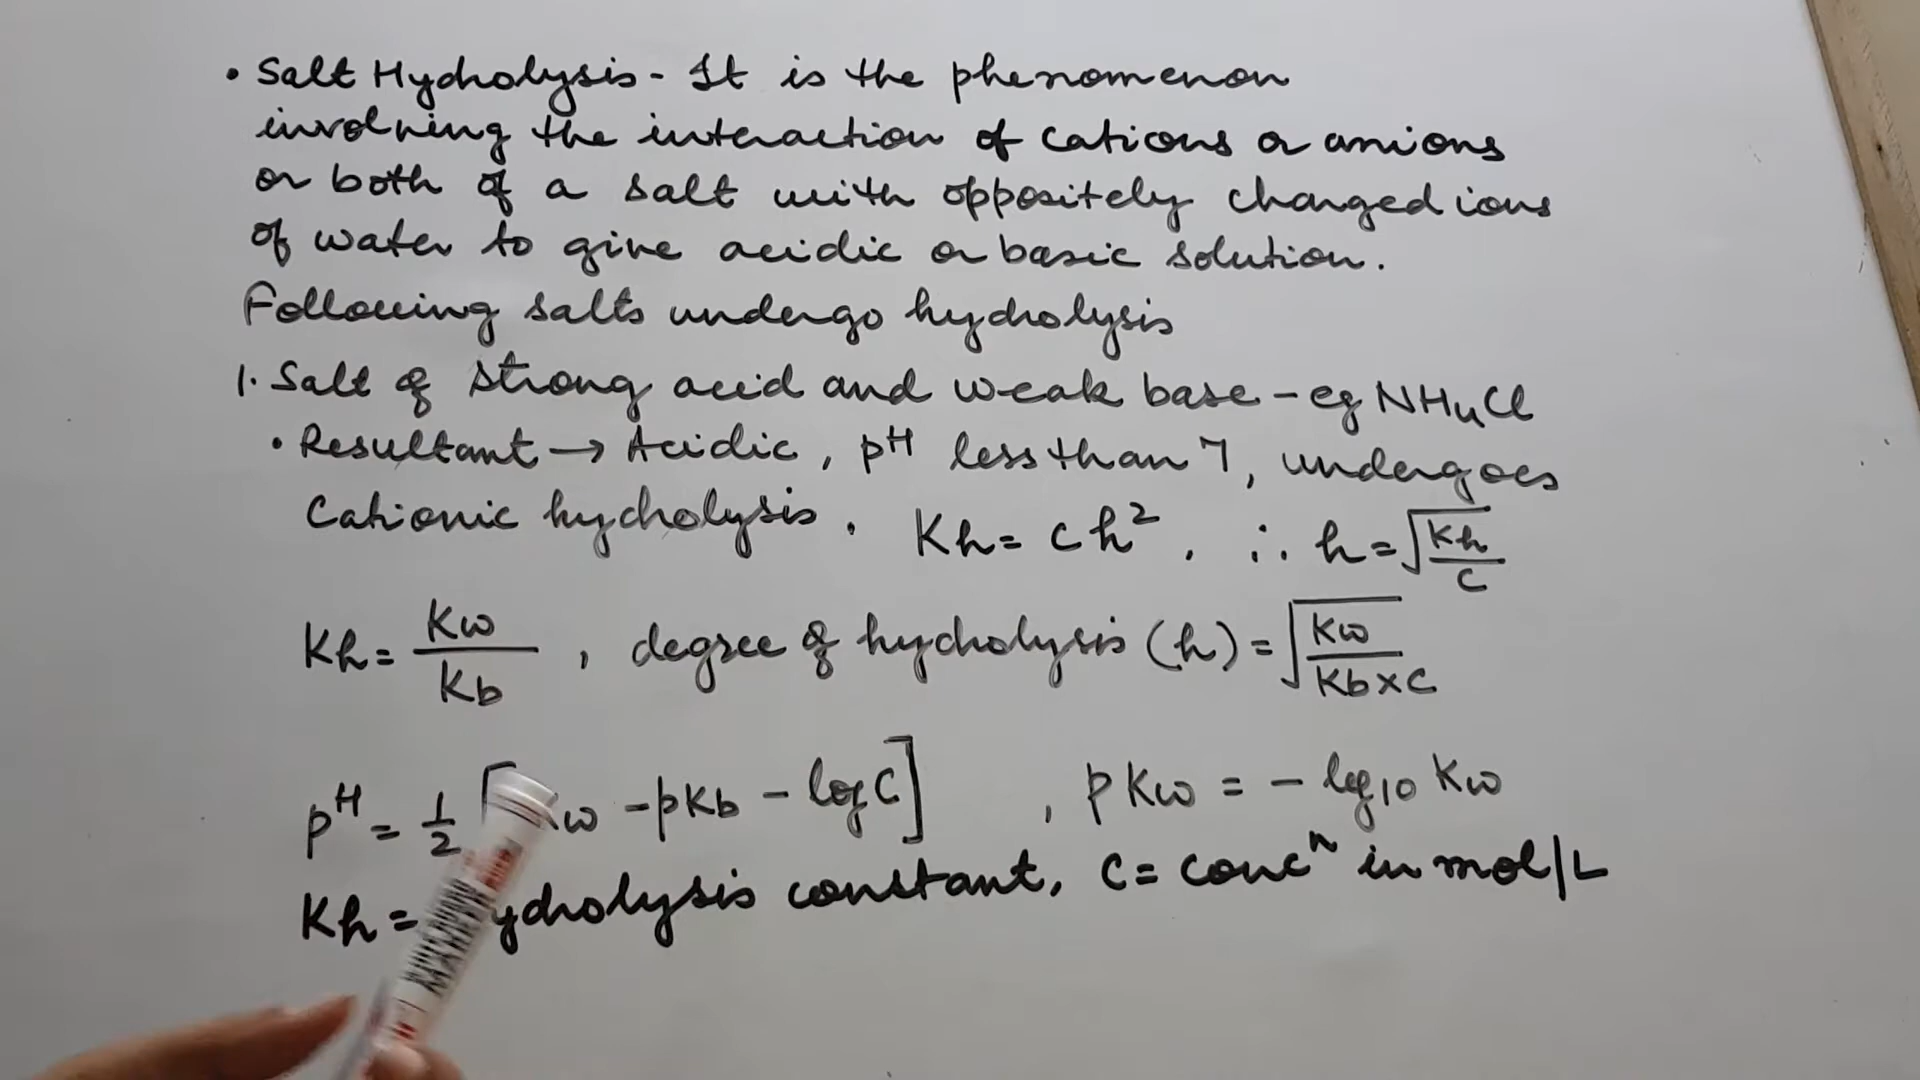 • Salt Hydrolysis - It is the phenomenon
involving the interaction of cations or anions
or both of a salt with oppositely charged ions
of water to give acidic or basic solution.
Following salts undergo hydrolysis
1. Salt of strong acid and weak base - eg NH₄Cl
• Resultant → Acidic, pH less than 7, undergoes
Cationic hydrolysis. Kh = ch², ∴ h = √(Kh/C)
Kh = Kw/Kb, degree of hydrolysis (h) = √(Kw/(Kb×C))
pH = 1/2 [ w - pKb - log C], pKw = - log₁₀ Kw
Kh = constant, C = concⁿ in mol/L